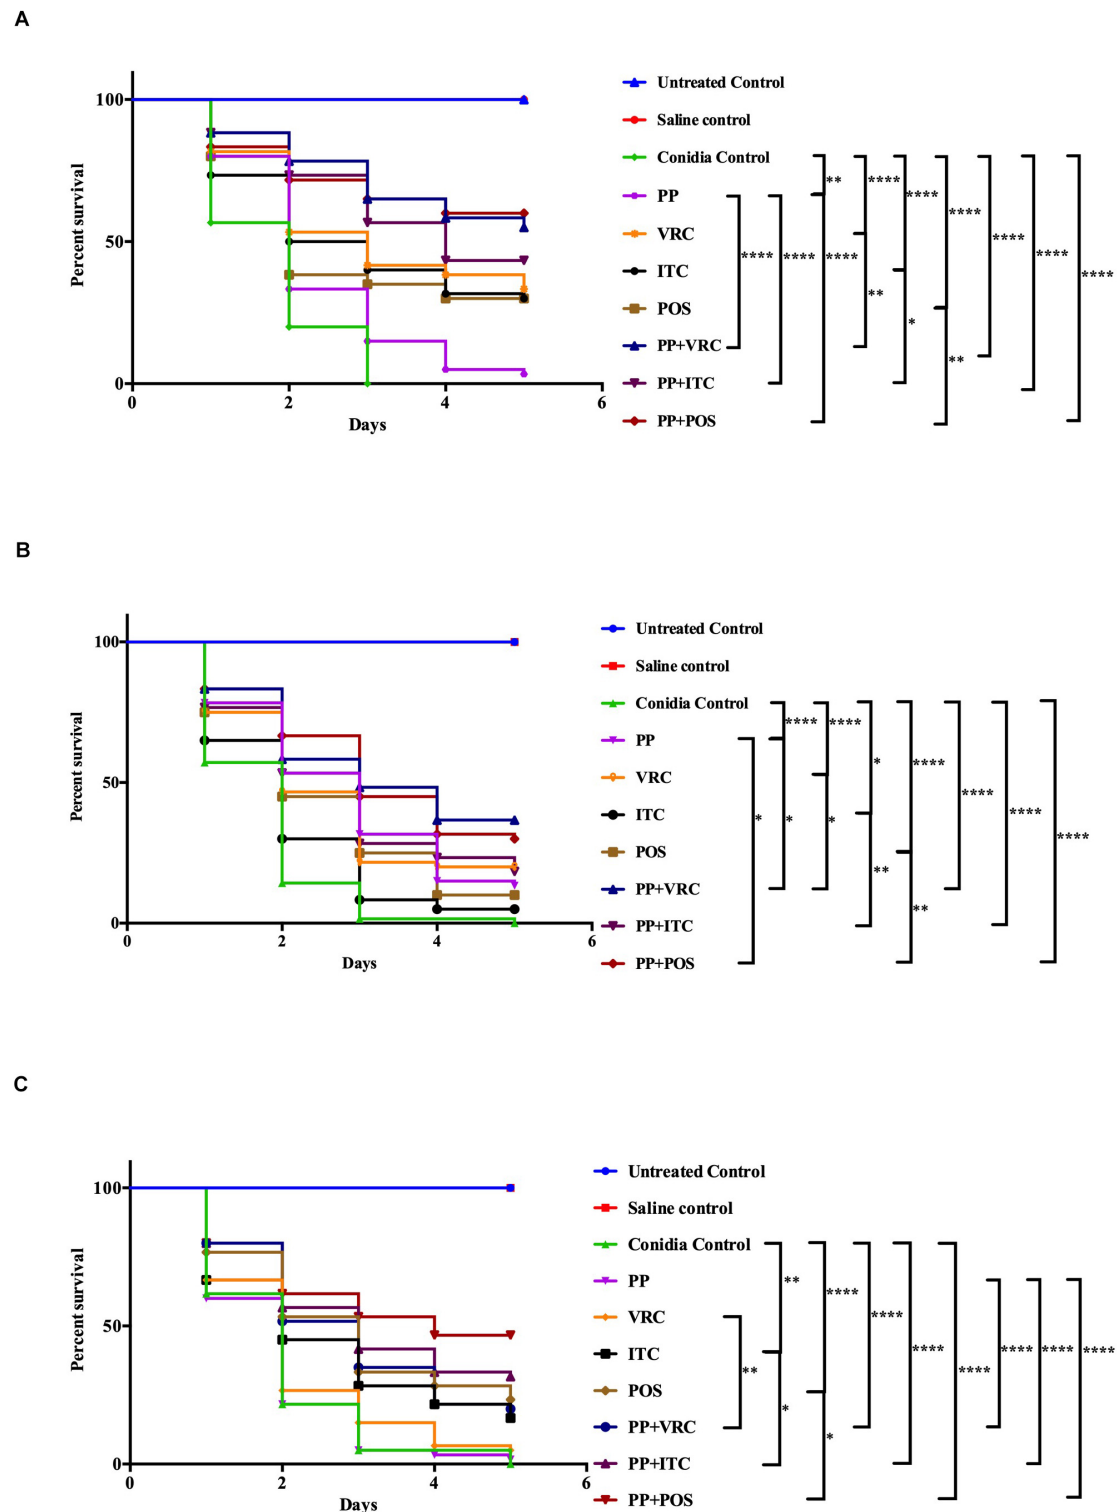 A
100
50
0
0 2 4 6
Percent survival
Days
Untreated Control
Saline control
Conidia Control
PP
VRC
ITC
POS
PP+VRC
PP+ITC
PP+POS
**** **** ** **** **** ** **** * **** ** **** **** ****
B
100
50
0
0 2 4 6
Percent survival
Days
Untreated Control
Saline control
Conidia Control
PP
VRC
ITC
POS
PP+VRC
PP+ITC
PP+POS
* **** * **** * * ** **** ** **** **** ****
C
100
50
0
0 2 4 6
Percent survival
Days
Untreated Control
Saline control
Conidia Control
PP
VRC
ITC
POS
PP+VRC
PP+ITC
PP+POS
** ** * **** * **** **** **** **** **** ****